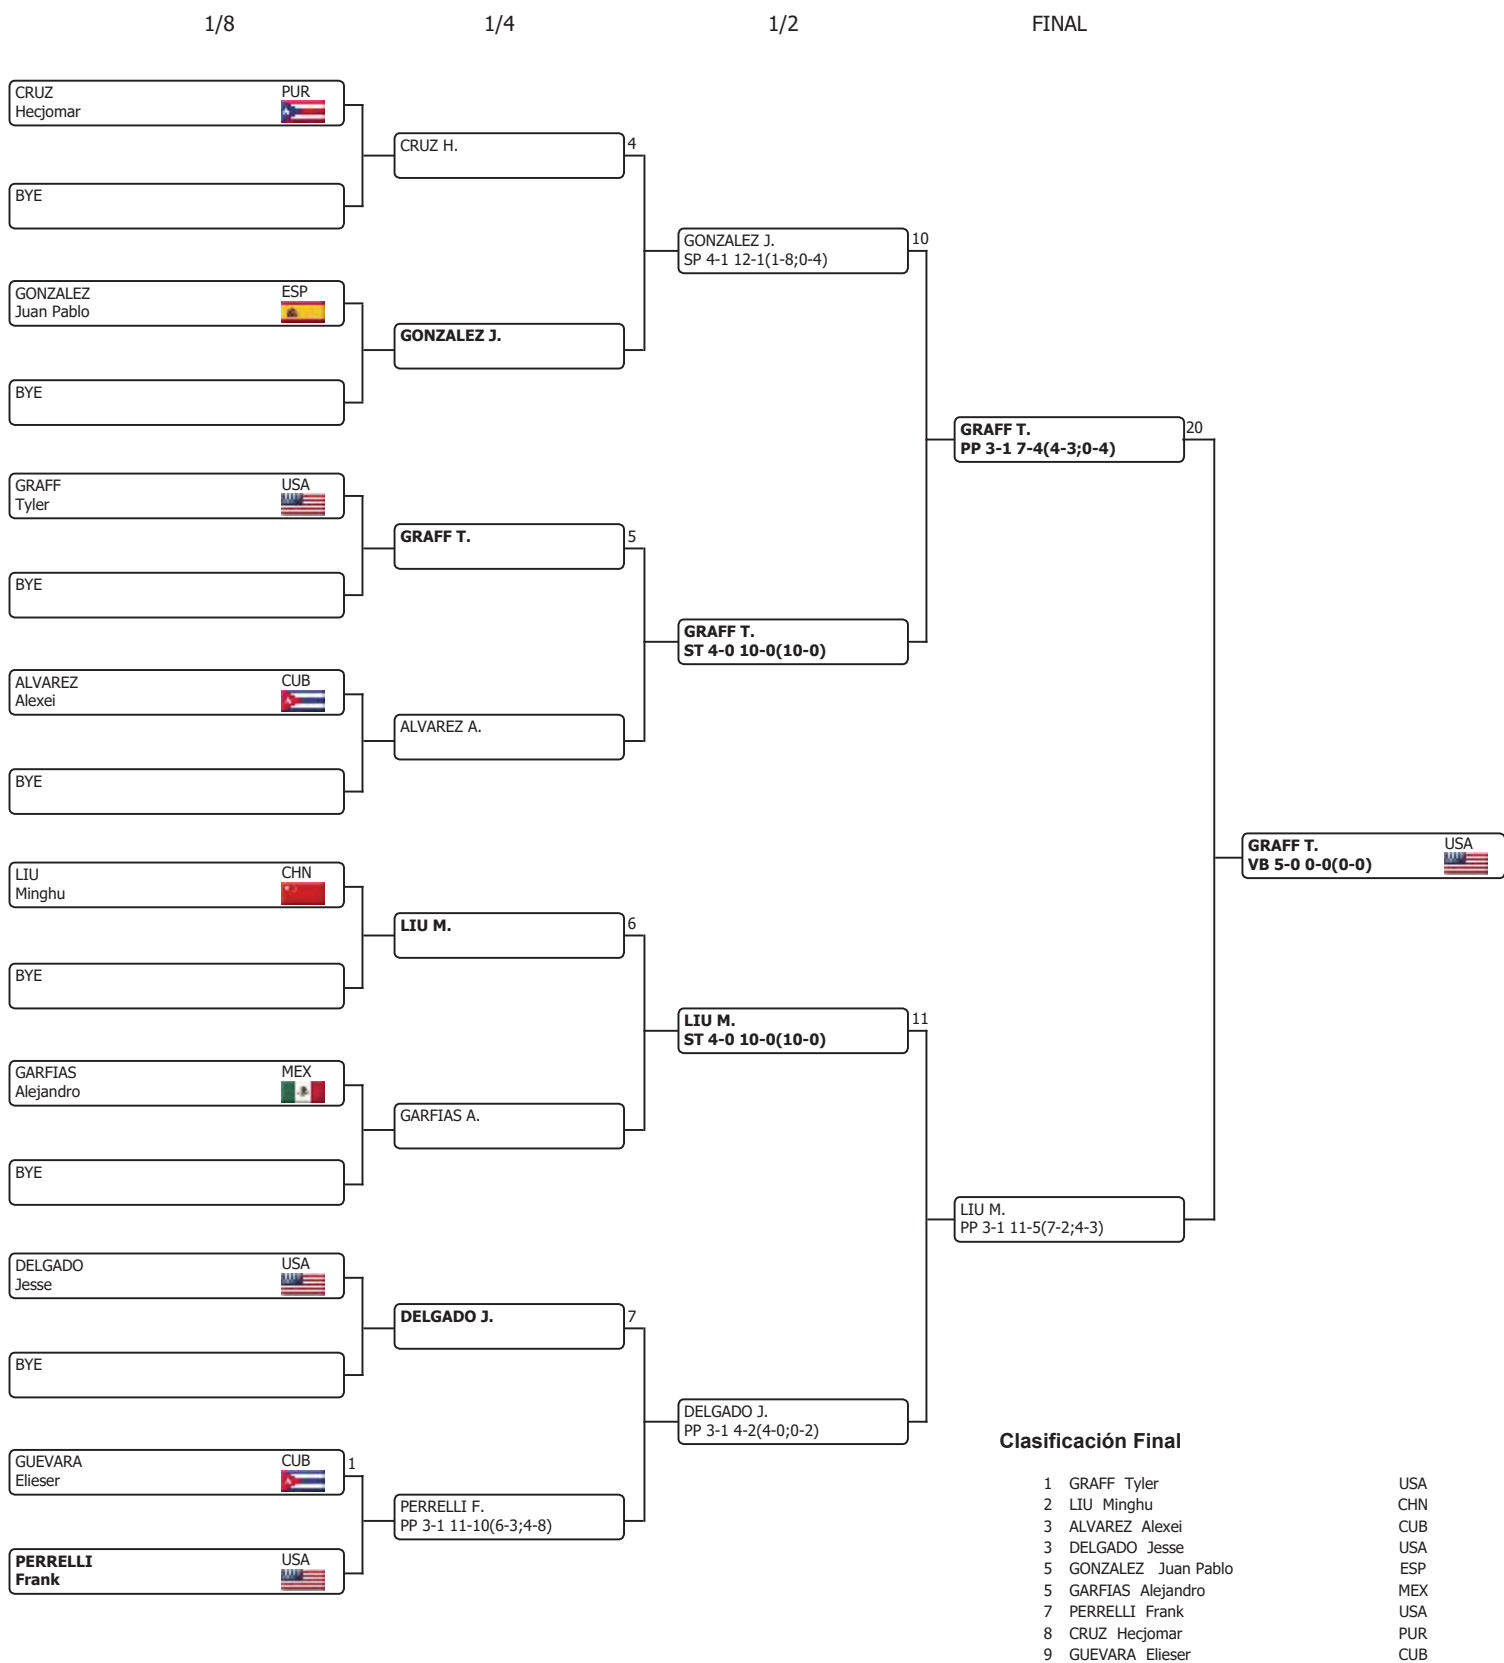 1/8 1/4 1/2 FINAL
CRUZ PUR
Hecjomar
BYE
GONZALEZ ESP
Juan Pablo
BYE
GRAFF USA
Tyler
BYE
ALVAREZ CUB
Alexei
BYE
LIU CHN
Minghu
BYE
GARFIAS MEX
Alejandro
BYE
DELGADO USA
Jesse
BYE
GUEVARA CUB 1
Elieser
PERRELLI USA
Frank
CRUZ H. 4
GONZALEZ J.
GRAFF T. 5
ALVAREZ A.
LIU M. 6
GARFIAS A.
DELGADO J. 7
PERRELLI F.
PP 3-1 11-10(6-3;4-8)
GONZALEZ J. 10
SP 4-1 12-1(1-8;0-4)
GRAFF T.
ST 4-0 10-0(10-0)
LIU M. 11
ST 4-0 10-0(10-0)
DELGADO J.
PP 3-1 4-2(4-0;0-2)
GRAFF T. 20
PP 3-1 7-4(4-3;0-4)
LIU M.
PP 3-1 11-5(7-2;4-3)
GRAFF T. USA
VB 5-0 0-0(0-0)
Clasificación Final
1 GRAFF Tyler USA
2 LIU Minghu CHN
3 ALVAREZ Alexei CUB
3 DELGADO Jesse USA
5 GONZALEZ Juan Pablo ESP
5 GARFIAS Alejandro MEX
7 PERRELLI Frank USA
8 CRUZ Hecjomar PUR
9 GUEVARA Elieser CUB